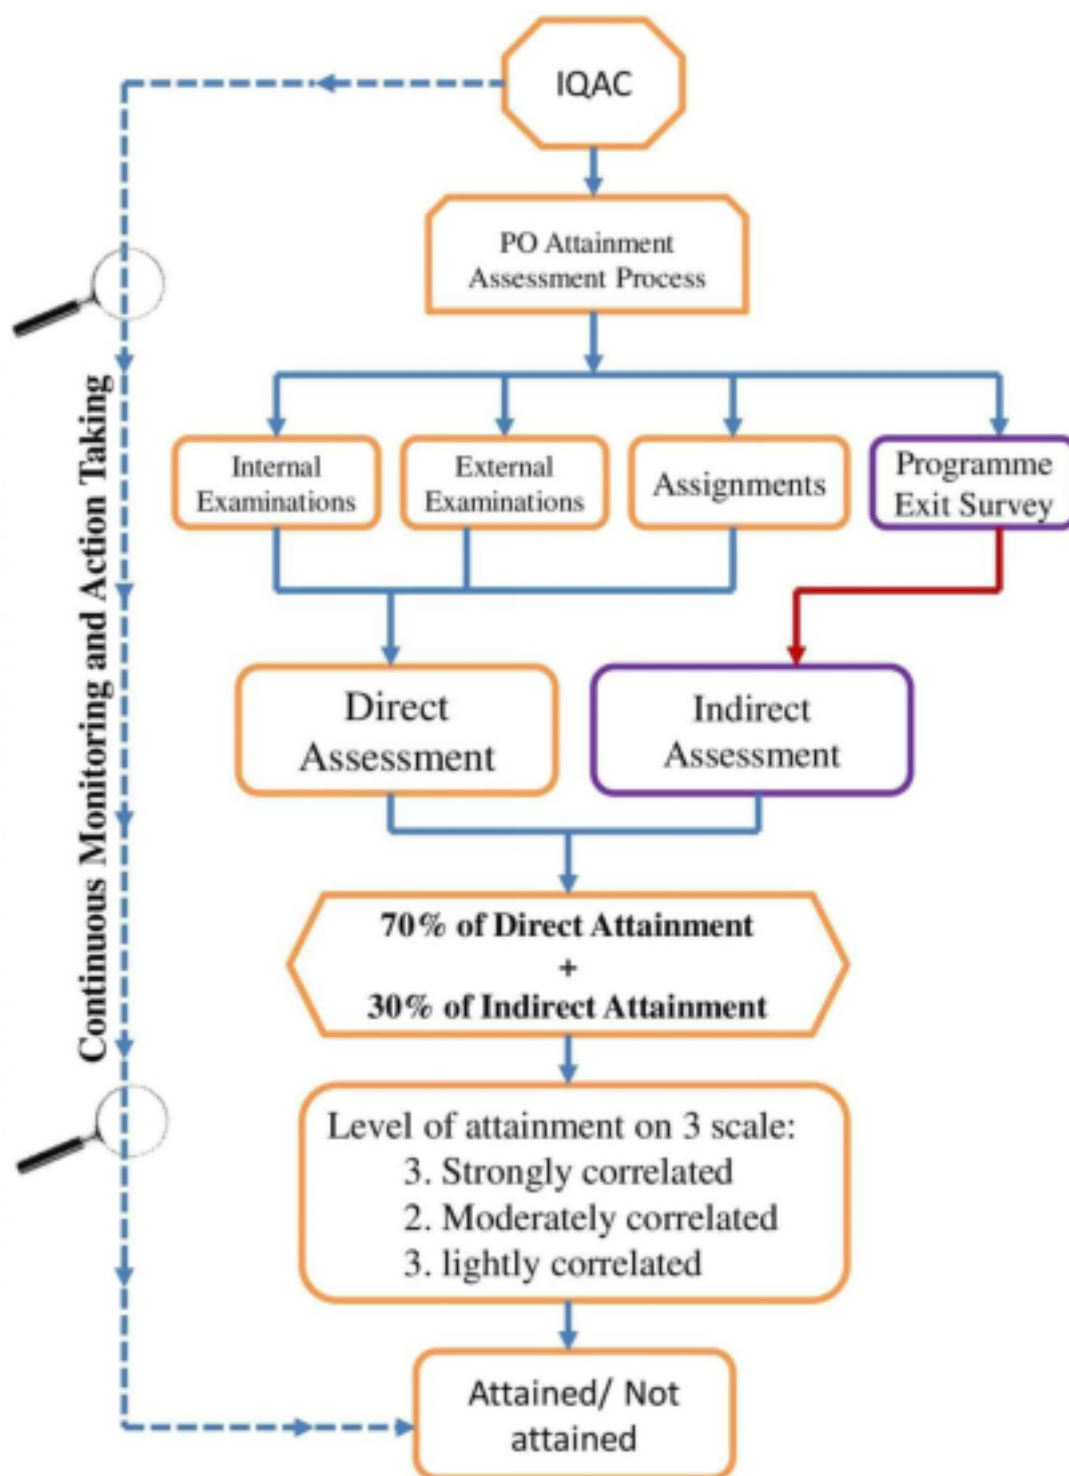 IQAC
PO Attainment
Assessment Process
Internal
Examinations
External
Examinations
Assignments
Programme
Exit Survey
Direct
Assessment
Indirect
Assessment
70% of Direct Attainment
+
30% of Indirect Attainment
Level of attainment on 3 scale:
3. Strongly correlated
2. Moderately correlated
3. lightly correlated
Attained/ Not
attained
Continuous Monitoring and Action Taking